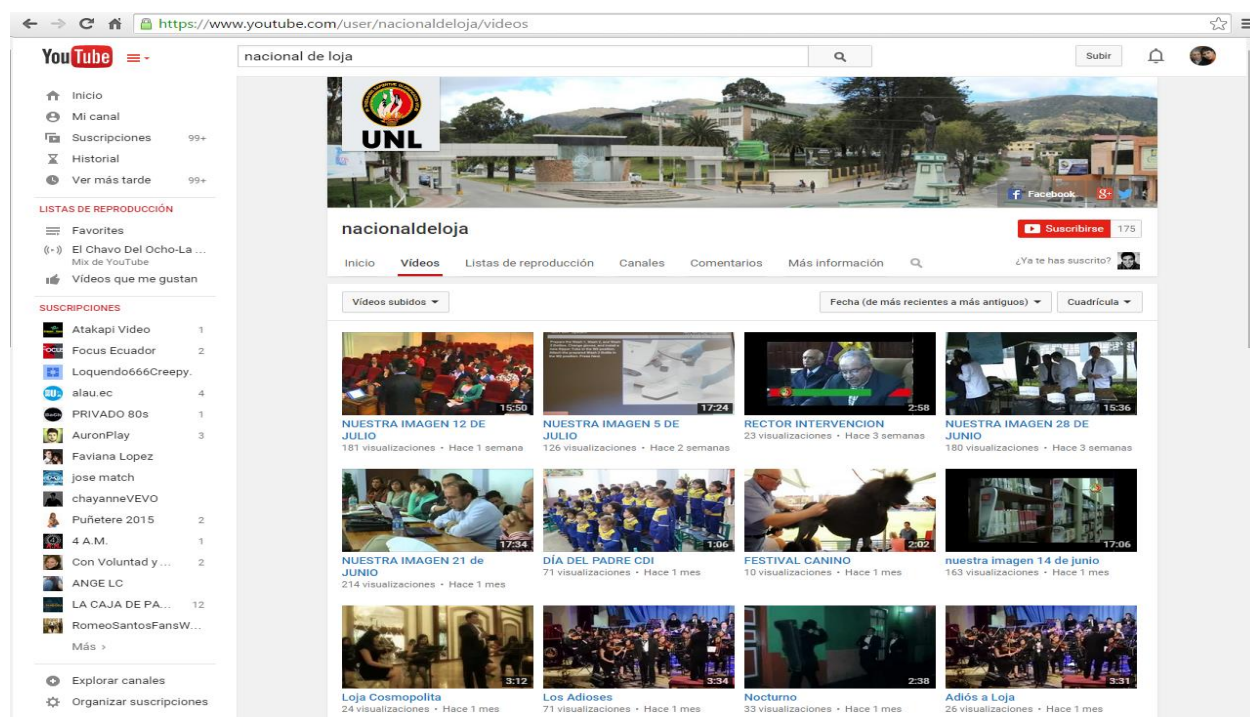 https://www.youtube.com/user/nacionaldeloja/videos
YouTube
nacional de loja
Subir
Inicio
Mi canal
Suscripciones 99+
Historial
Ver más tarde 99+
LISTAS DE REPRODUCCIÓN
Favorites
El Chavo Del Ocho-La ...
Mix de YouTube
Vídeos que me gustan
SUSCRIPCIONES
Atakapi Video 1
Focus Ecuador 2
Loquendo666Creepy.
alau.ec 4
PRIVADO 80s 1
AuronPlay 3
Faviana Lopez
jose match
chayanneVEVO
Puñetere 2015 2
4 A.M. 1
Con Voluntad y ... 2
ANGE LC
LA CAJA DE PA... 12
RomeoSantosFansW...
Más ›
Explorar canales
Organizar suscripciones
UNL
Facebook
nacionaldeloja
Suscribirse 175
Inicio Vídeos Listas de reproducción Canales Comentarios Más información
¿Ya te has suscrito?
Vídeos subidos
Fecha (de más recientes a más antiguos)
Cuadrícula
15:50
NUESTRA IMAGEN 12 DE
JULIO
181 visualizaciones • Hace 1 semana
17:24
NUESTRA IMAGEN 5 DE
JULIO
126 visualizaciones • Hace 2 semanas
2:58
RECTOR INTERVENCION
23 visualizaciones • Hace 3 semanas
15:36
NUESTRA IMAGEN 28 DE
JUNIO
180 visualizaciones • Hace 3 semanas
17:34
NUESTRA IMAGEN 21 de
JUNIO
214 visualizaciones • Hace 1 mes
1:06
DÍA DEL PADRE CDI
71 visualizaciones • Hace 1 mes
2:02
FESTIVAL CANINO
10 visualizaciones • Hace 1 mes
17:06
nuestra imagen 14 de junio
163 visualizaciones • Hace 1 mes
3:12
Loja Cosmopolita
24 visualizaciones • Hace 1 mes
3:34
Los Adioses
71 visualizaciones • Hace 1 mes
2:38
Nocturno
33 visualizaciones • Hace 1 mes
3:31
Adiós a Loja
26 visualizaciones • Hace 1 mes